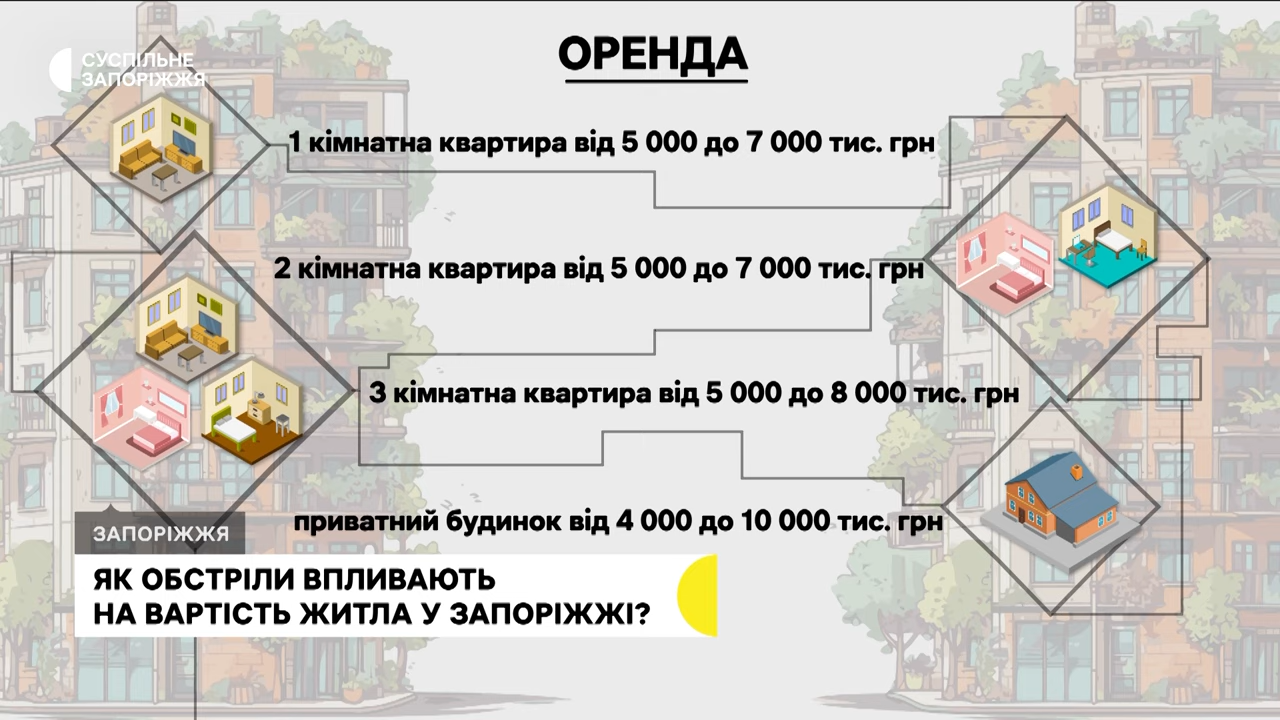 СУСПІЛЬНЕ
ЗАПОРІЖЖЯ
ОРЕНДА
1 кімнатна квартира від 5 000 до 7 000 тис. грн
2 кімнатна квартира від 5 000 до 7 000 тис. грн
3 кімнатна квартира від 5 000 до 8 000 тис. грн
приватний будинок від 4 000 до 10 000 тис. грн
ЗАПОРІЖЖЯ
ЯК ОБСТРІЛИ ВПЛИВАЮТЬ
НА ВАРТІСТЬ ЖИТЛА У ЗАПОРІЖЖІ?